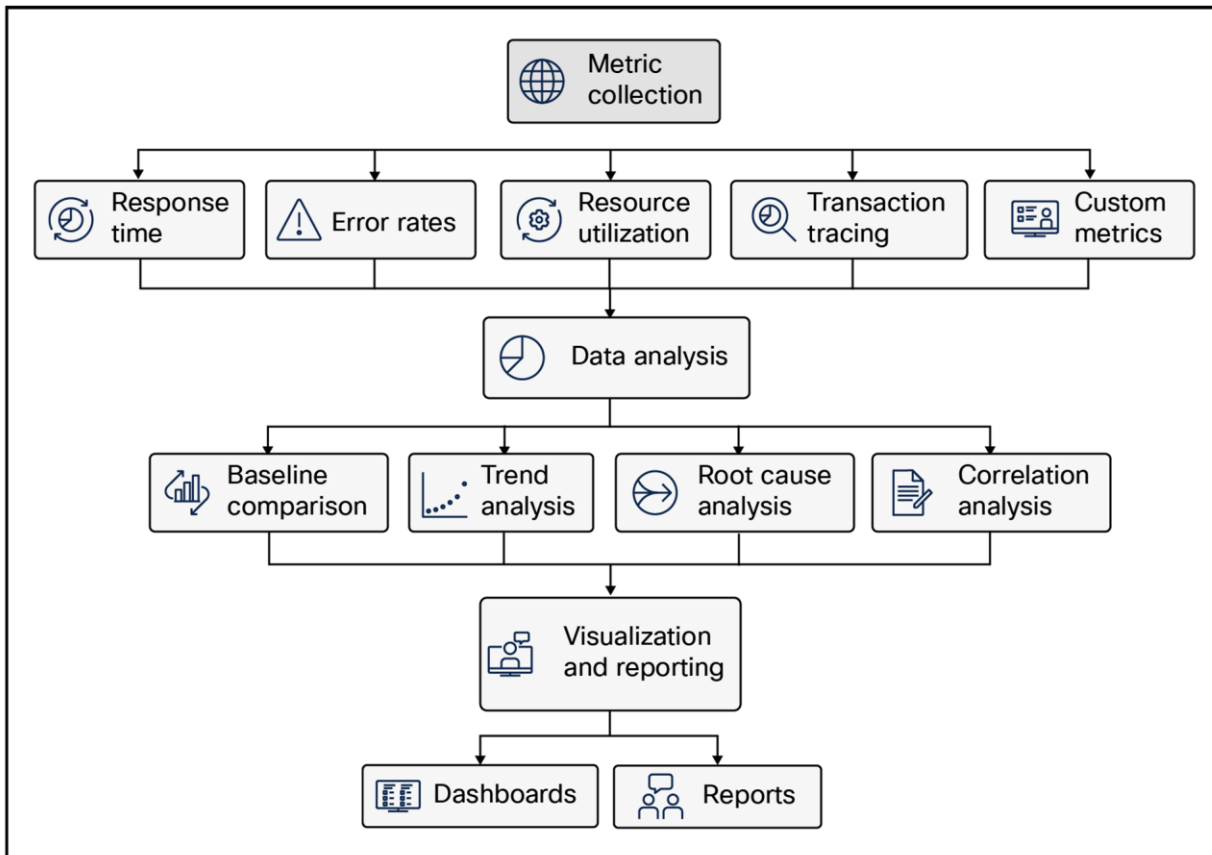 Metric
collection
Response
time
Error rates
Resource
utilization
Transaction
tracing
Custom
metrics
Data analysis
Baseline
comparison
Trend
analysis
Root cause
analysis
Correlation
analysis
Visualization
and reporting
Dashboards
Reports